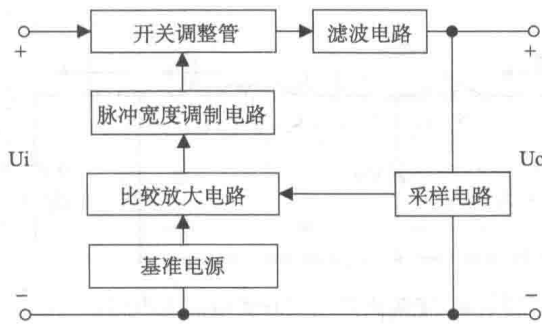 开关调整管
滤波电路
+
+
脉冲宽度调制电路
Ui
Uo
比较放大电路
采样电路
基准电源
−
−